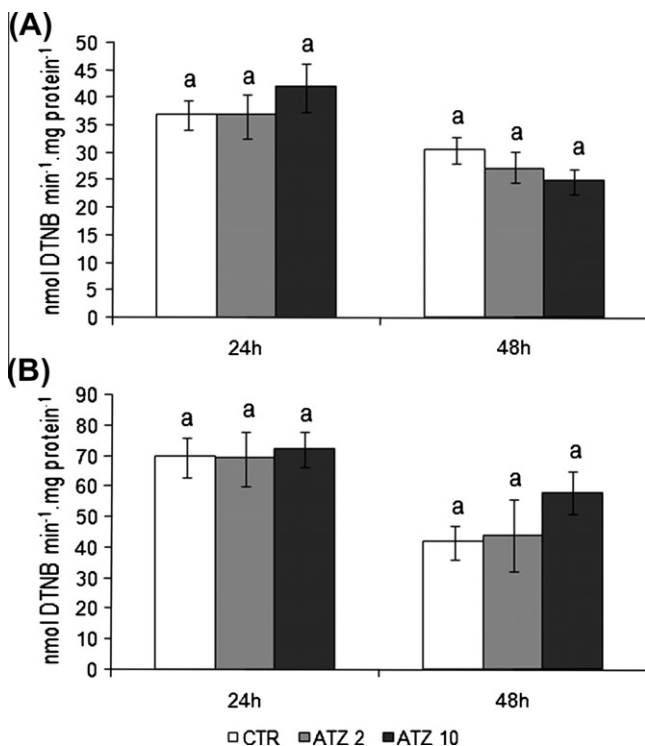 (A)
nmol DTNB min⁻¹.mg protein⁻¹
50
45
40
35
30
25
20
15
10
5
0
a a a a a a
24h 48h
(B)
nmol DTNB min⁻¹.mg protein⁻¹
90
80
70
60
50
40
30
20
10
0
a a a a a a
24h 48h
CTR ATZ 2 ATZ 10